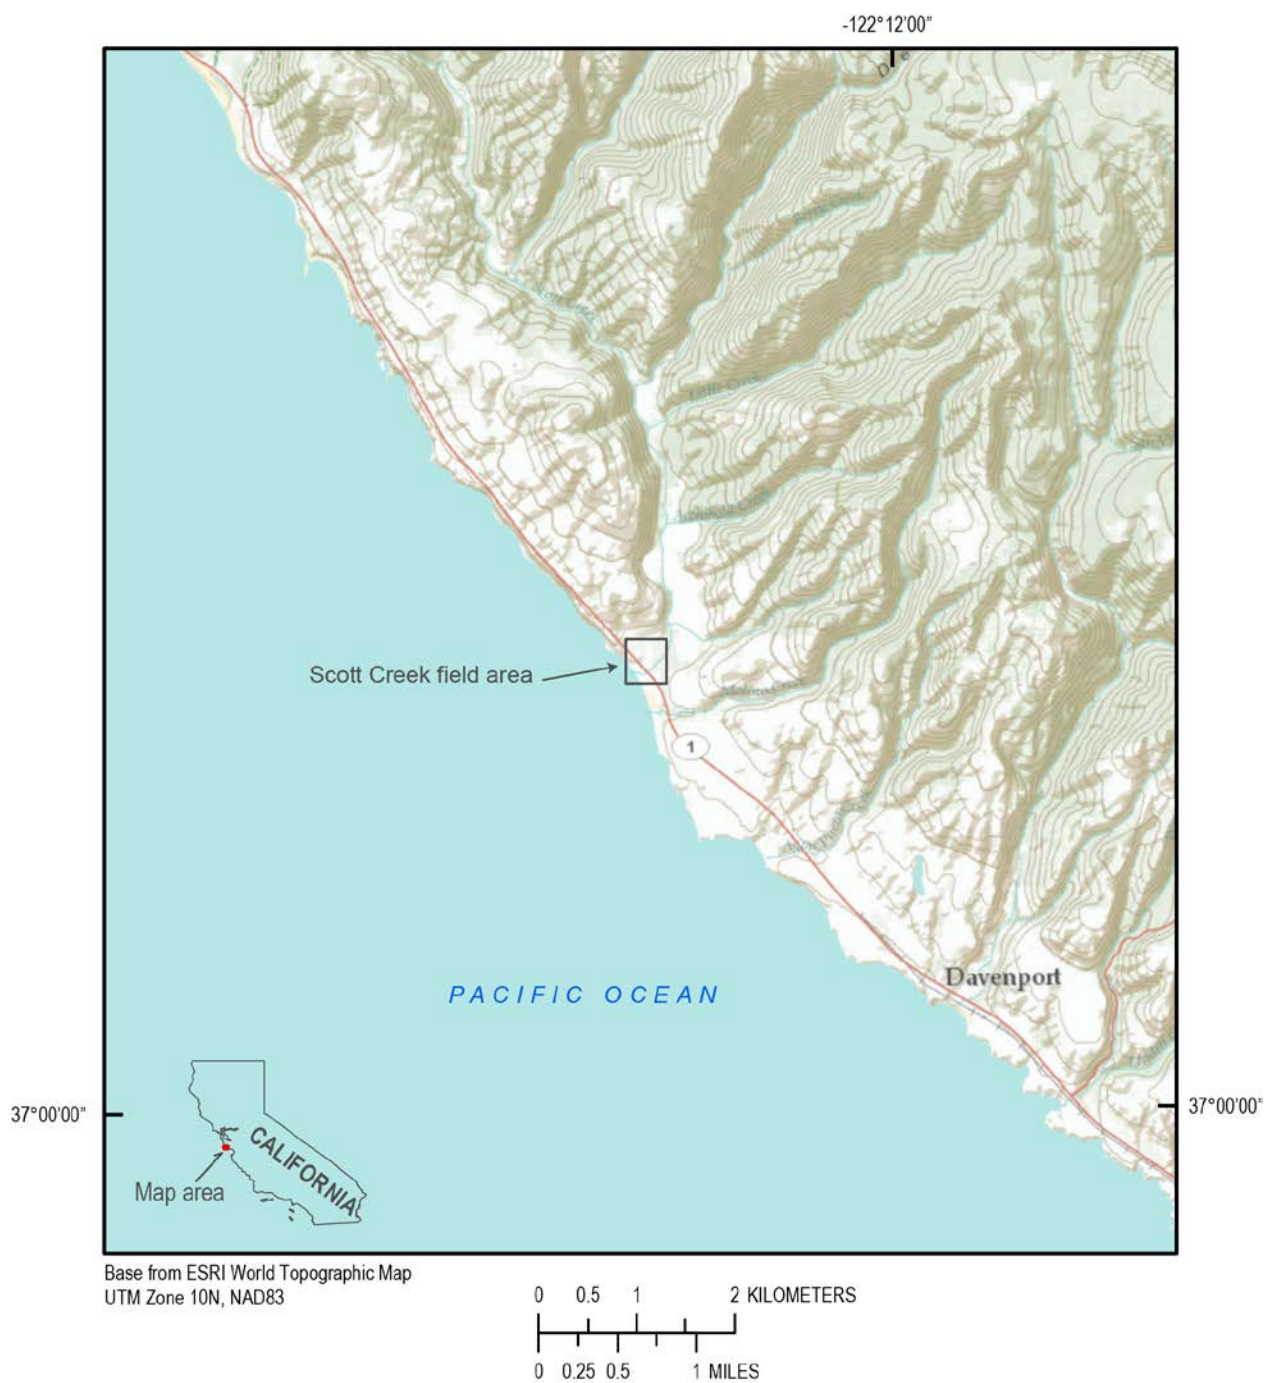 -122°12'00"
Little Creek
Scott Creek field area
1
Davenport
PACIFIC OCEAN
37°00'00"
37°00'00"
CALIFORNIA
Map area
Base from ESRI World Topographic Map
UTM Zone 10N, NAD83
0 0.5 1 2 KILOMETERS
0 0.25 0.5 1 MILES